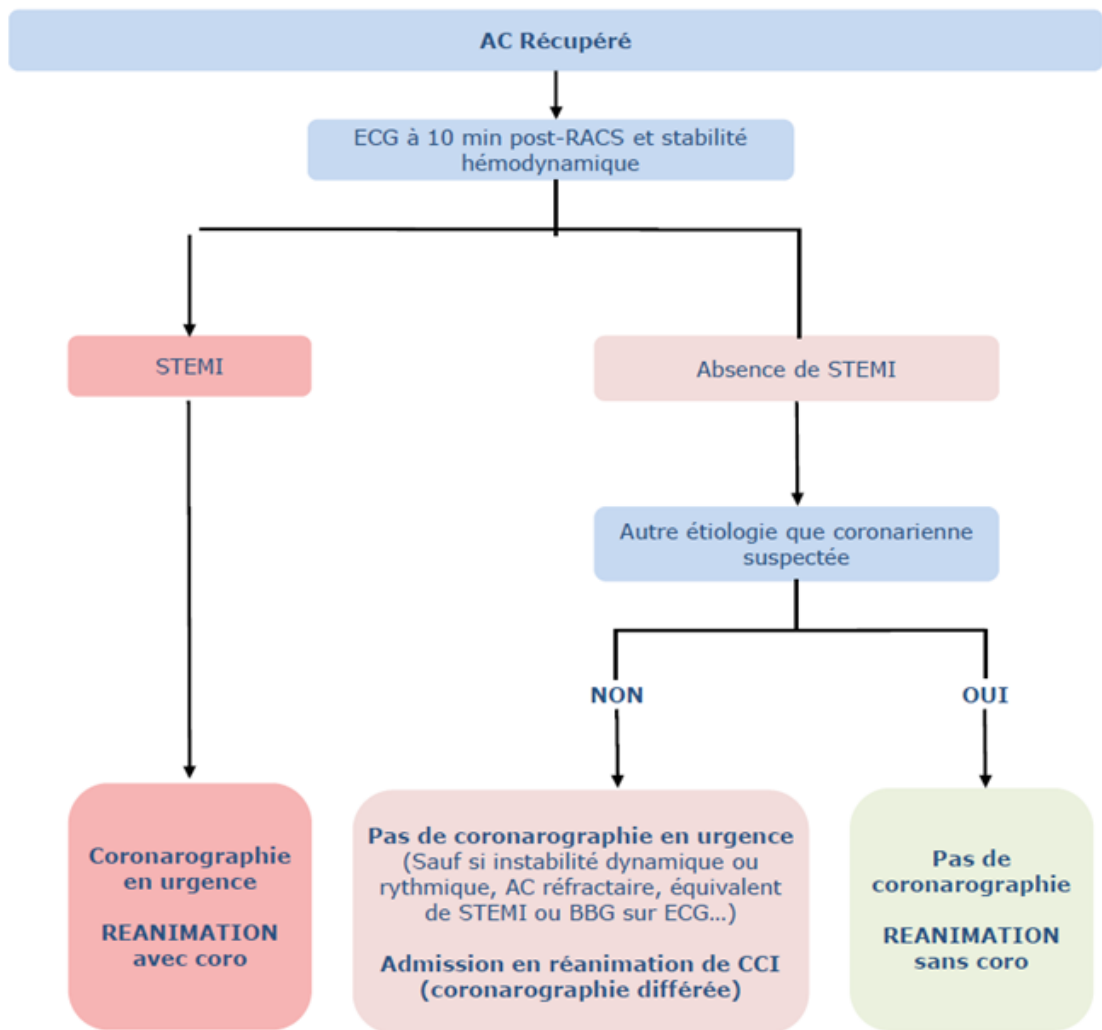 AC Récupéré
ECG à 10 min post-RACS et stabilité
hémodynamique
STEMI
Absence de STEMI
Autre étiologie que coronarienne
suspectée
NON
OUI
Coronarographie
en urgence
REANIMATION
avec coro
Pas de coronarographie en urgence
(Sauf si instabilité dynamique ou
rythmique, AC réfractaire, équivalent
de STEMI ou BBG sur ECG...)
Admission en réanimation de CCI
(coronarographie différée)
Pas de
coronarographie
REANIMATION
sans coro